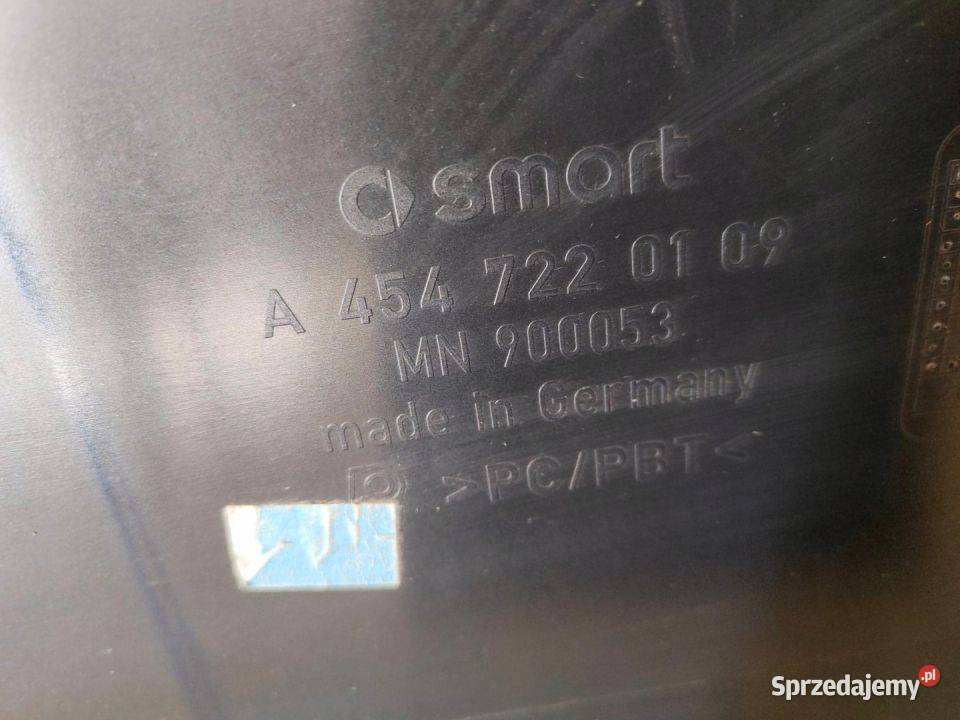 smart
A 454 722 01 09
MN 900053
made in Germany
>PC/PBT<
Sprzedajemy.pl